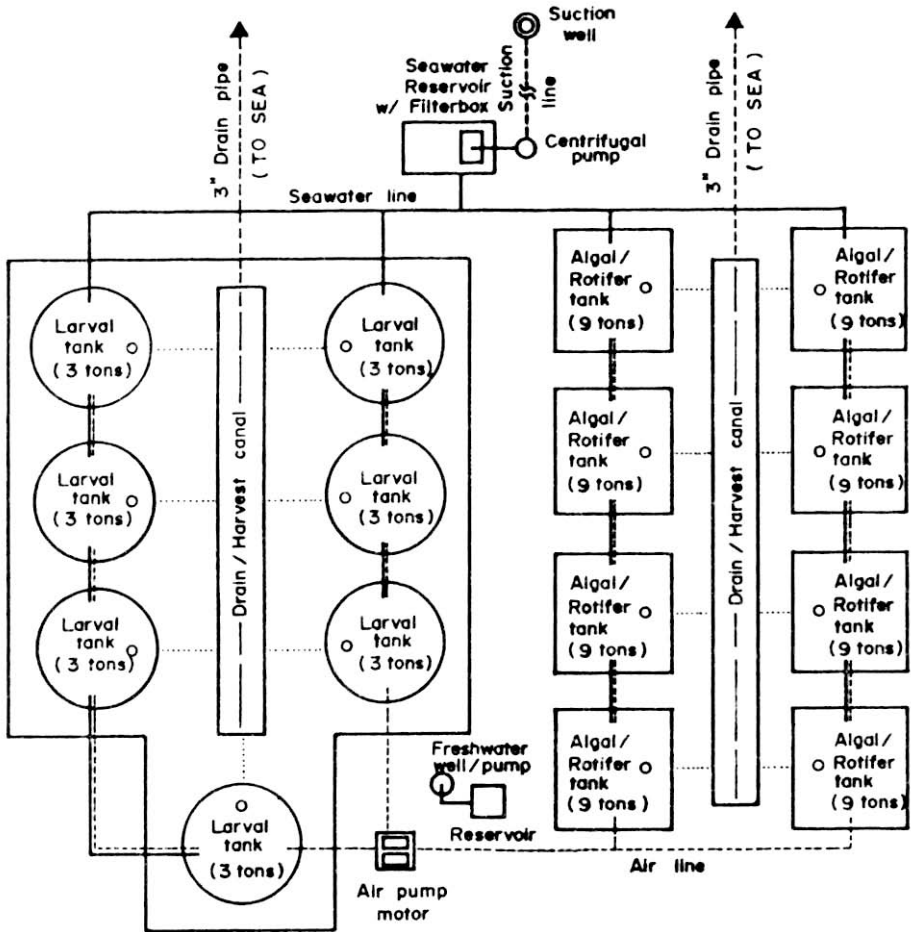 Suction
well
Seawater
Reservoir
w/ Filterbox
Suction
line
Centrifugal
pump
3" Drain pipe
( TO SEA )
3" Drain pipe
( TO SEA )
Seawater line
Larval
tank
( 3 tons )
Larval
tank
( 3 tons )
Algal /
Rotifer
tank
(9 tons)
Algal /
Rotifer
tank
(9 tons)
Larval
tank
( 3 tons)
Larval
tank
( 3 tons)
Algal /
Rotifer
tank
(9 tons)
Algal /
Rotifer
tank
(9 tons)
Drain / Harvest canal
Drain / Harvest canal
Larval
tank
( 3 tons)
Larval
tank
( 3 tons)
Algal /
Rotifer
tank
(9 tons)
Algal /
Rotifer
tank
(9 tons)
Algal /
Rotifer
tank
(9 tons)
Algal /
Rotifer
tank
(9 tons)
Freshwater
well/pump
Reservoir
Larval
tank
(3 tons)
Air pump
motor
Air line